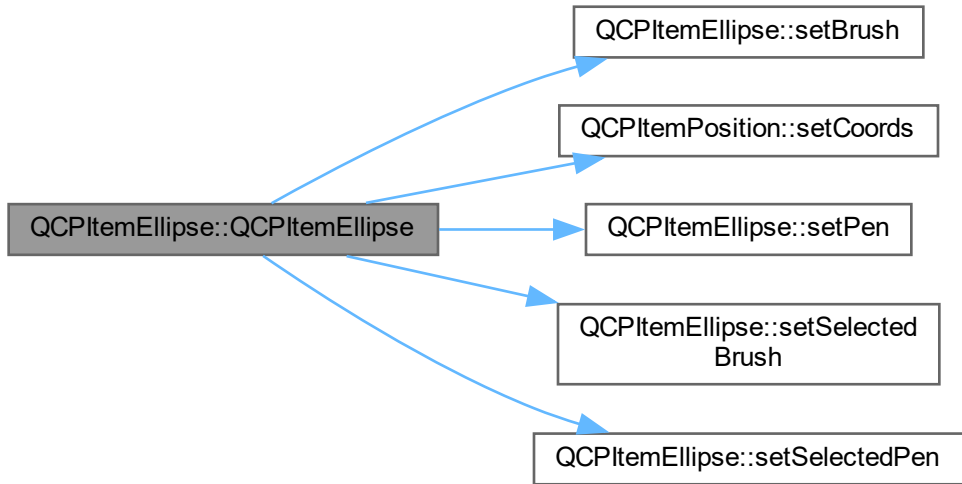 QCPItemEllipse::setBrush
QCPItemPosition::setCoords
QCPItemEllipse::QCPItemEllipse
QCPItemEllipse::setPen
QCPItemEllipse::setSelected
Brush
QCPItemEllipse::setSelectedPen